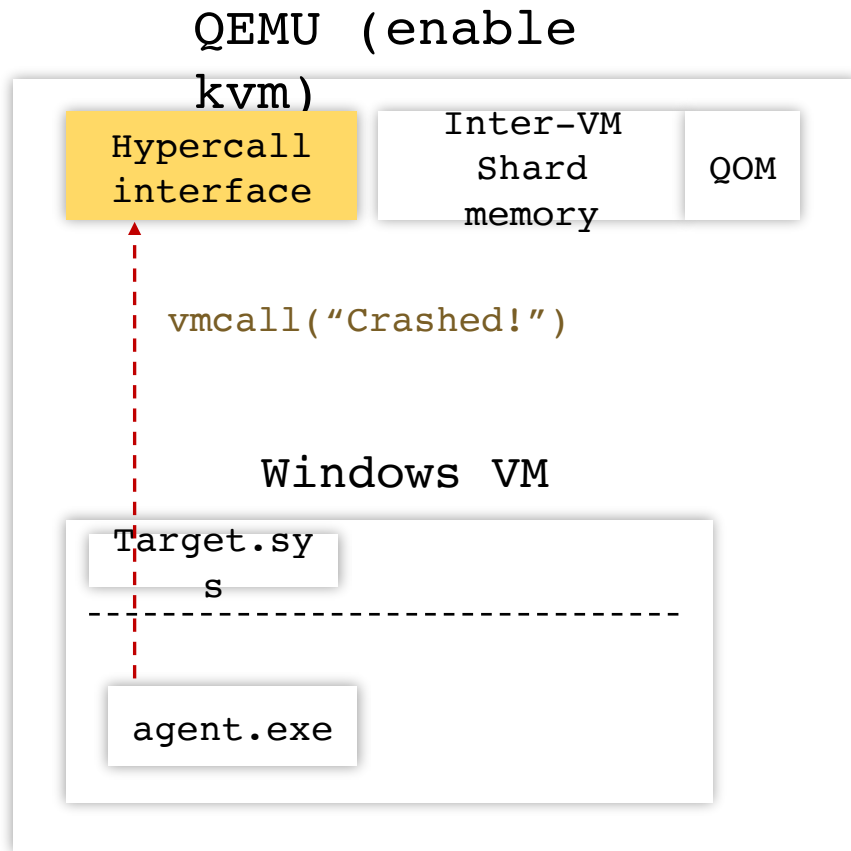 QEMU (enable
kvm)
Hypercall
interface
Inter-VM
Shard
memory
QOM
vmcall(“Crashed!”)
Windows VM
Target.sy
s
agent.exe